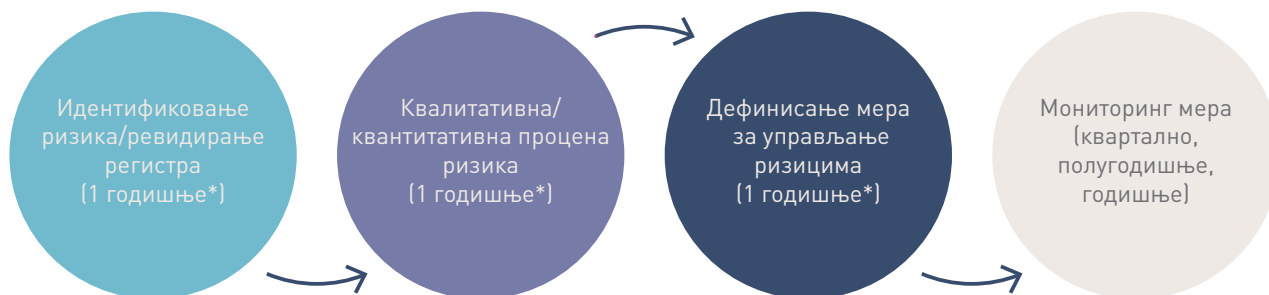 Идентификовање
ризика/ревидирање
регистра
(1 годишње*)
Квалитативна/
квантитативна процена
ризика
(1 годишње*)
Дефинисање мера
за управљање
ризицима
(1 годишње*)
Мониторинг мера
(квартално,
полугодишње,
годишње)